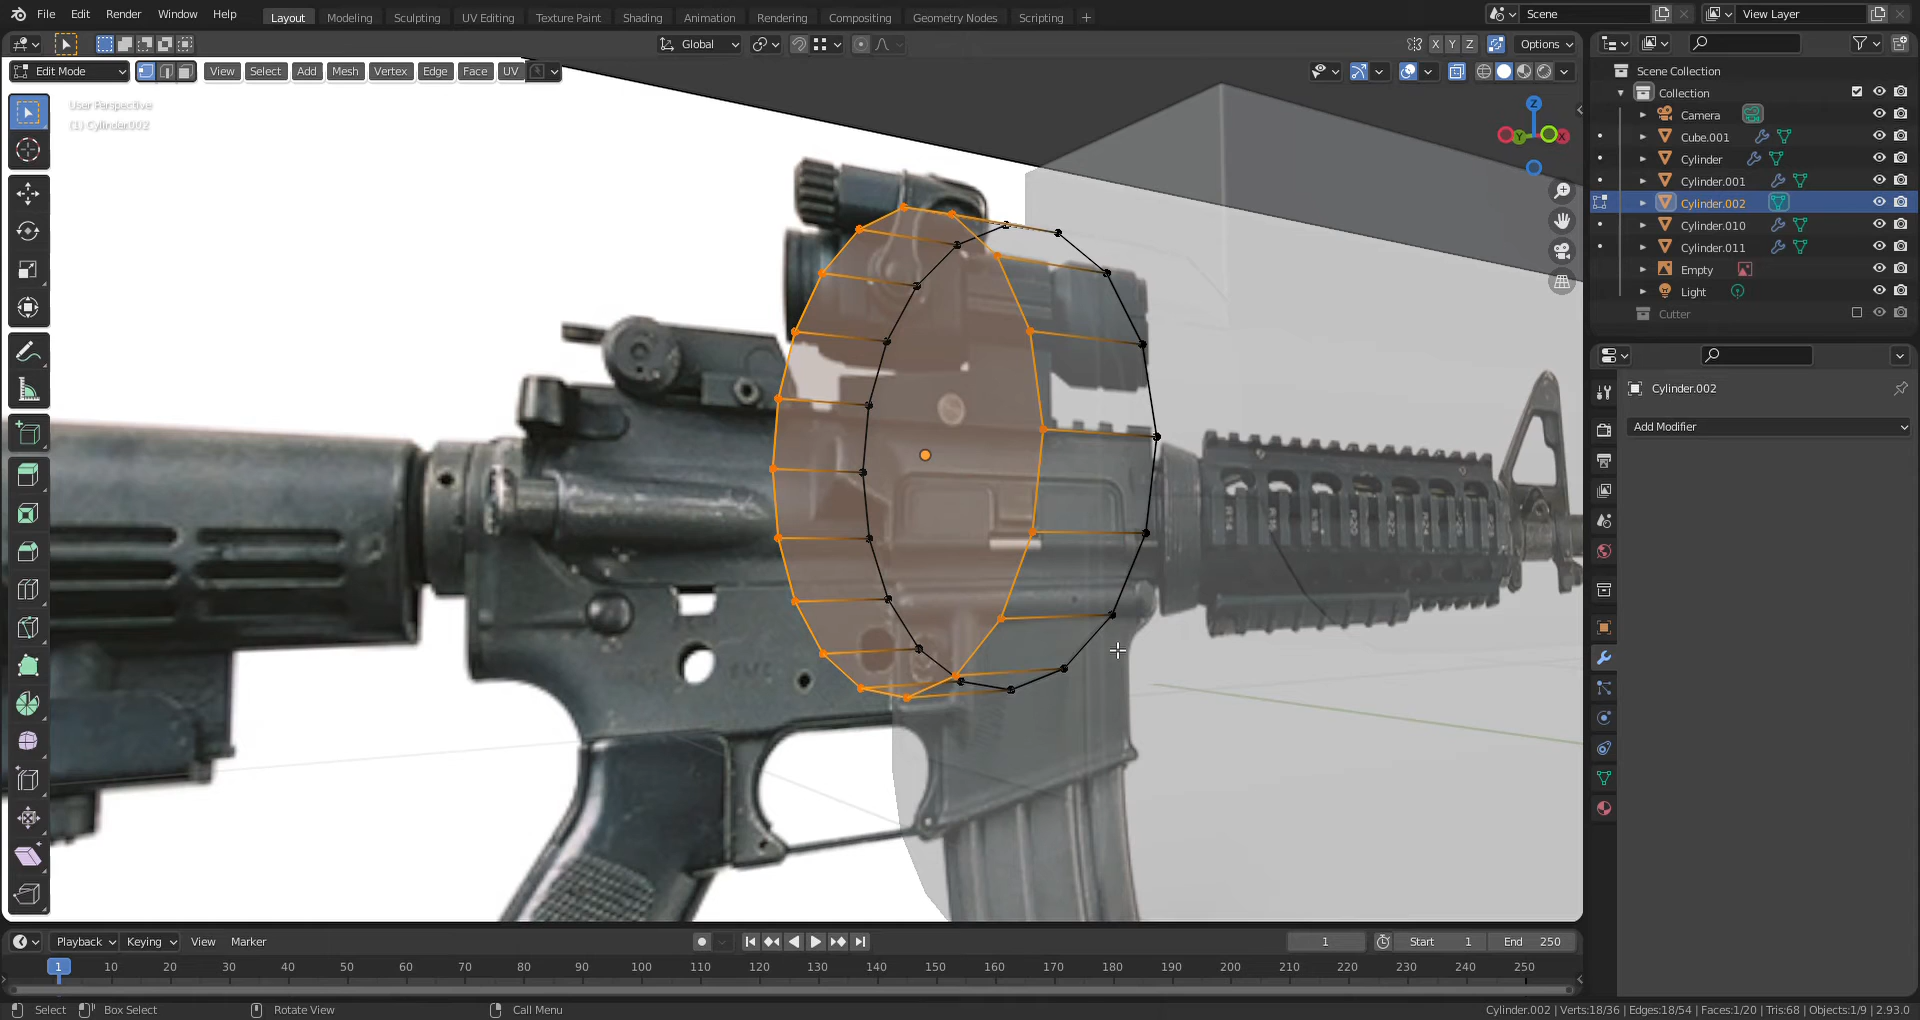 File Edit Render Window Help Layout Modeling Sculpting UV Editing Texture Paint Shading Animation Rendering Compositing Geometry Nodes Scripting + Scene View Layer
Global X Y Z Options
Edit Mode View Select Add Mesh Vertex Edge Face UV
User Perspective
(1) Cylinder.002
Z
Y X
Scene Collection
Collection
Camera
Cube.001
Cylinder
Cylinder.001
Cylinder.002
Cylinder.010
Cylinder.011
Empty
Light
Cutter
Cylinder.002
Add Modifier
Playback Keying View Marker 1 Start 1 End 250
1 10 20 30 40 50 60 70 80 90 100 110 120 130 140 150 160 170 180 190 200 210 220 230 240 250
Select Box Select Rotate View Call Menu Cylinder.002 | Verts:18/36 | Edges:18/54 | Faces:1/20 | Tris:68 | Objects:1/9 | 2.93.0